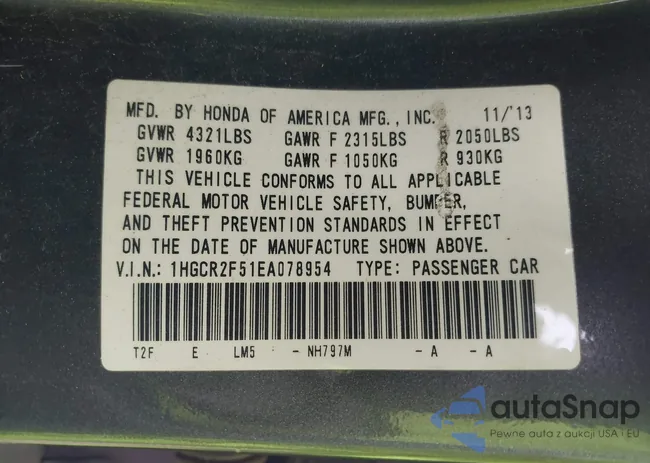 MFD. BY HONDA OF AMERICA MFG., INC. 11/'13
GVWR 4321LBS GAWR F 2315LBS R 2050LBS
GVWR 1960KG GAWR F 1050KG R 930KG
THIS VEHICLE CONFORMS TO ALL APPLICABLE
FEDERAL MOTOR VEHICLE SAFETY, BUMPER,
AND THEFT PREVENTION STANDARDS IN EFFECT
ON THE DATE OF MANUFACTURE SHOWN ABOVE.
V.I.N.: 1HGCR2F51EA078954 TYPE: PASSENGER CAR
T2F E LM5 - NH797M - A - A
autaSnap
Pewne auta z aukcji USA i EU